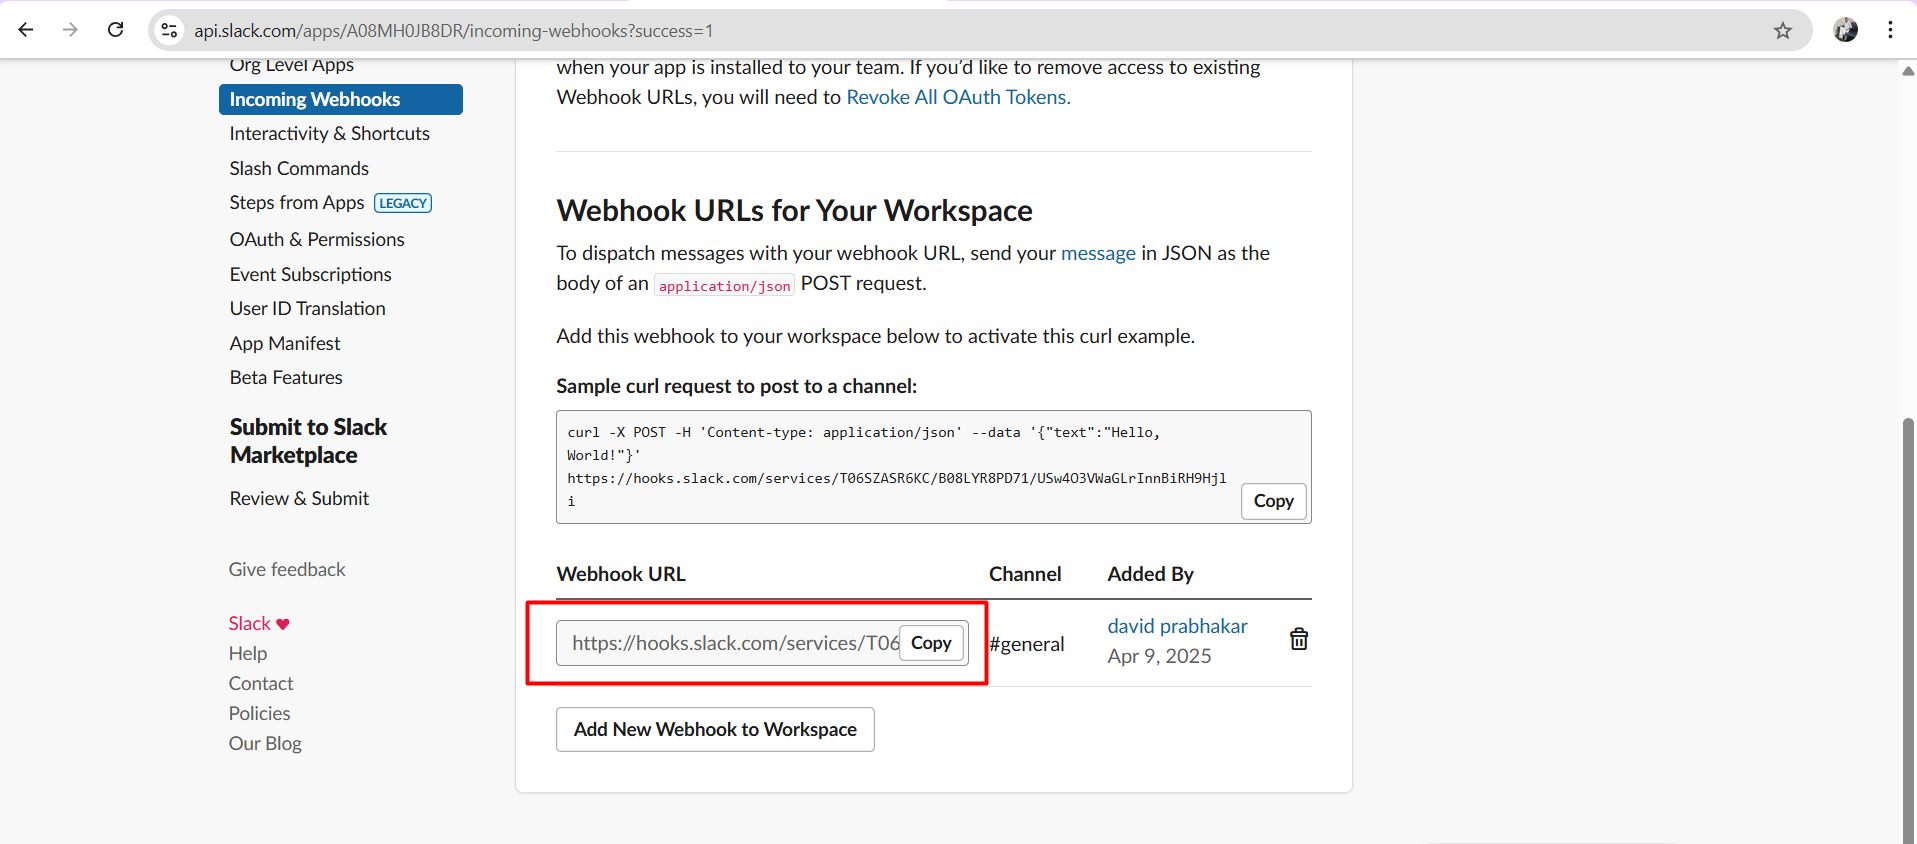 api.slack.com/apps/A08MH0JB8DR/incoming-webhooks?success=1
Org Level Apps
Incoming Webhooks
Interactivity & Shortcuts
Slash Commands
Steps from Apps LEGACY
OAuth & Permissions
Event Subscriptions
User ID Translation
App Manifest
Beta Features
Submit to Slack
Marketplace
Review & Submit
Give feedback
Slack
Help
Contact
Policies
Our Blog
when your app is installed to your team. If you’d like to remove access to existing
Webhook URLs, you will need to Revoke All OAuth Tokens.
Webhook URLs for Your Workspace
To dispatch messages with your webhook URL, send your message in JSON as the
body of an application/json POST request.
Add this webhook to your workspace below to activate this curl example.
Sample curl request to post to a channel:
curl -X POST -H 'Content-type: application/json' --data '{"text":"Hello,
World!"}'
https://hooks.slack.com/services/T06SZASR6KC/B08LYR8PD71/USw4O3VWaGLrInnBiRH9Hjl
i
Copy
Webhook URL Channel Added By
https://hooks.slack.com/services/T06 Copy #general david prabhakar
Apr 9, 2025
Add New Webhook to Workspace